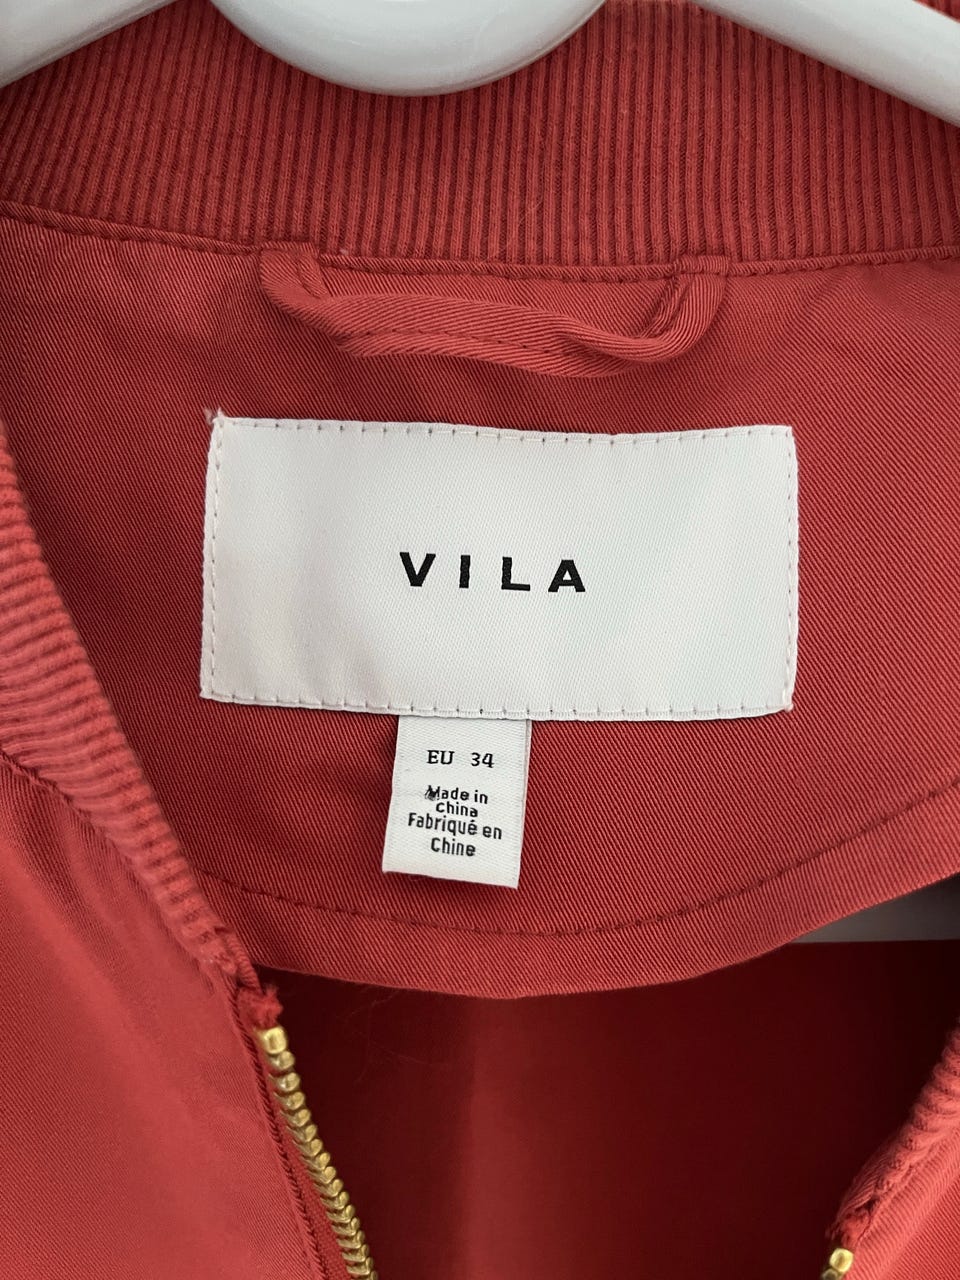 VILA
EU 34
Made in
China
Fabriqué en
Chine